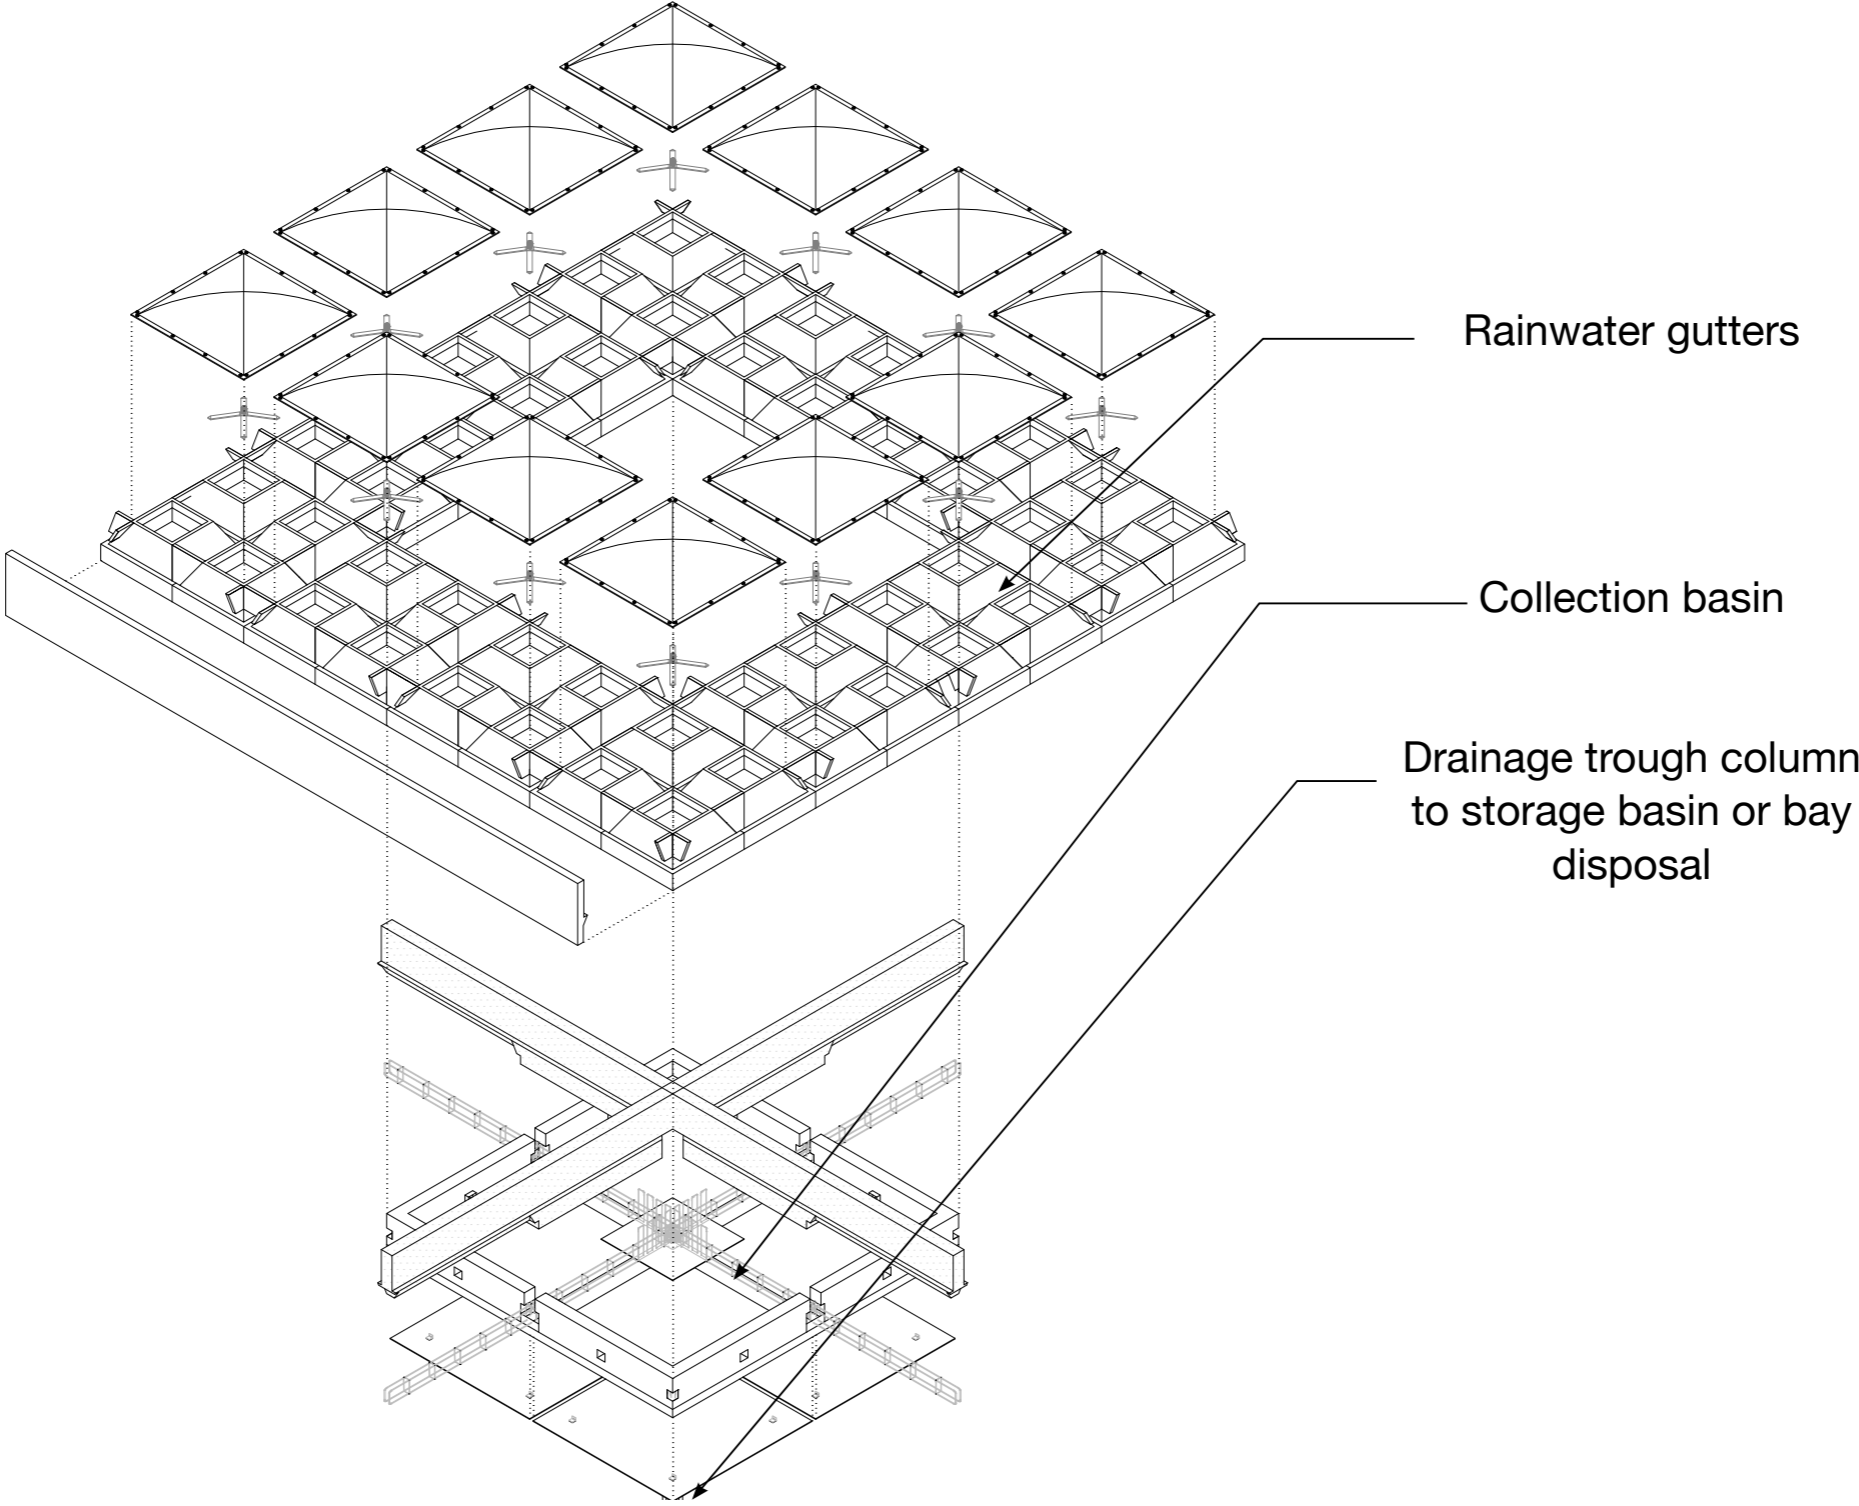 Rainwater gutters
Collection basin
Drainage trough column
to storage basin or bay
disposal